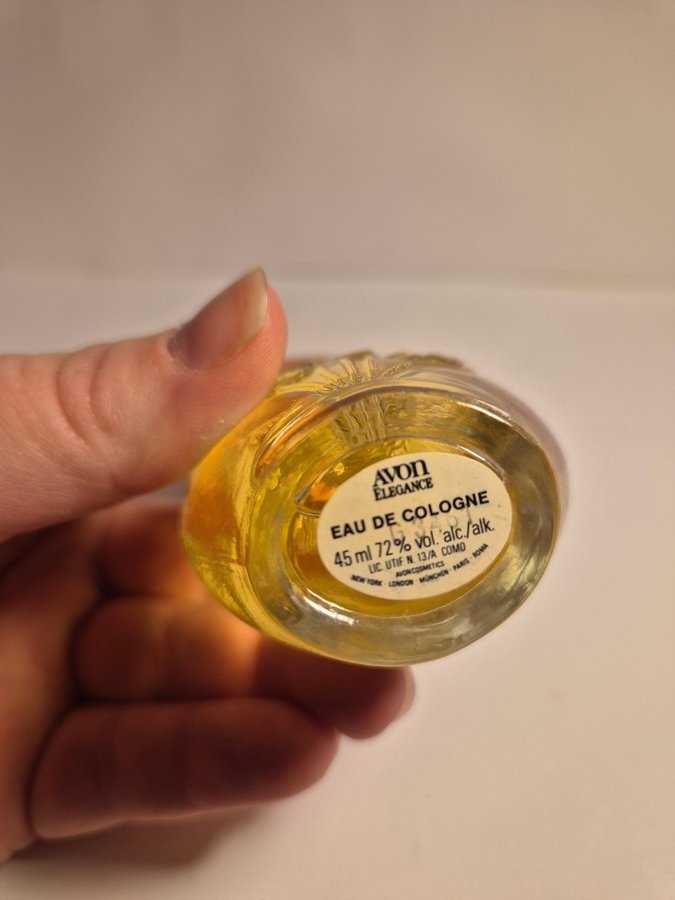 AVON
ÉLEGANCE
EAU DE COLOGNE
45 ml 72% vol. alc./alk.
LIC. UTIF N. 13/A COMO
AVON COSMETICS
NEW YORK · LONDON · MÜNCHEN · PARIS · ROMA